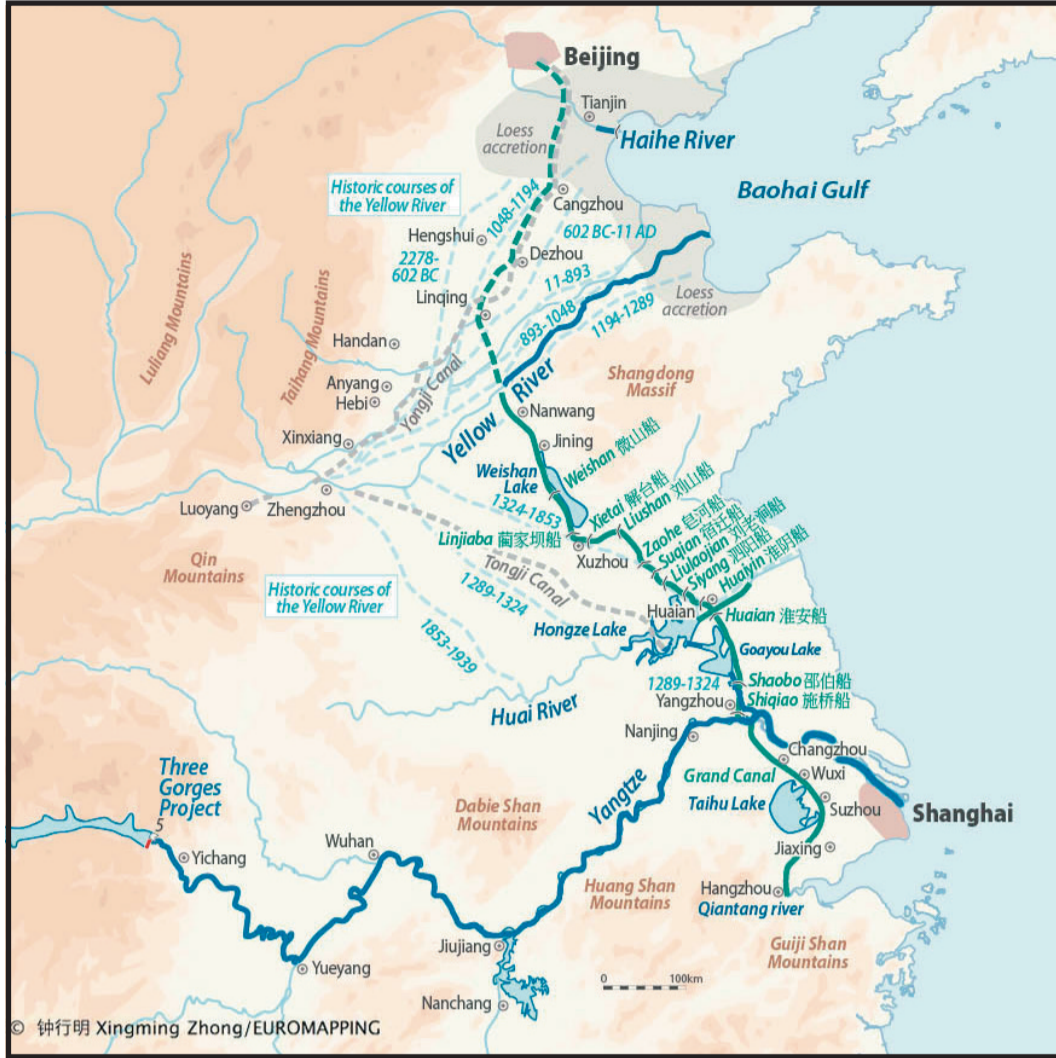 Beijing
Tianjin
Haihe River
Loess
accretion
Baohai Gulf
Historic courses of
the Yellow River
1048-1194
Cangzhou
Hengshui
602 BC-11 AD
2278-
602 BC
Dezhou
11-893
Linqing
Loess
accretion
893-1048
1194-1289
Luliang Mountains
Taihang Mountains
Handan
Anyang
Hebi
Yongji Canal
Shangdong
Massif
Yellow River
Nanwang
Xinxiang
Jining
Weishan
Lake
Weishan 微山船
Luoyang
Zhengzhou
1324-1853
Xietai 解台船
Liushan 刘山船
Linjiaba 蔺家坝船
Xuzhou
Zaohe 皂河船
Suqian 宿迁船
Liulaojian 刘老涧船
Siyang 泗阳船
Huaiyin 淮阴船
Qin
Mountains
Tongji Canal
Historic courses of
the Yellow River
1289-1324
Huaian
Huaian 淮安船
1853-1939
Hongze Lake
Goayou Lake
1289-1324
Shaobo 邵伯船
Yangzhou
Shiqiao 施桥船
Huai River
Nanjing
Changzhou
Three
Gorges
Project
5
Grand Canal
Wuxi
Yangtze
Taihu Lake
Suzhou
Shanghai
Dabie Shan
Mountains
Wuhan
Yichang
Jiaxing
Huang Shan
Mountains
Hangzhou
Qiantang river
Jiujiang
Guiji Shan
Mountains
Yueyang
0 100km
Nanchang
© 钟行明 Xingming Zhong/EUROMAPPING